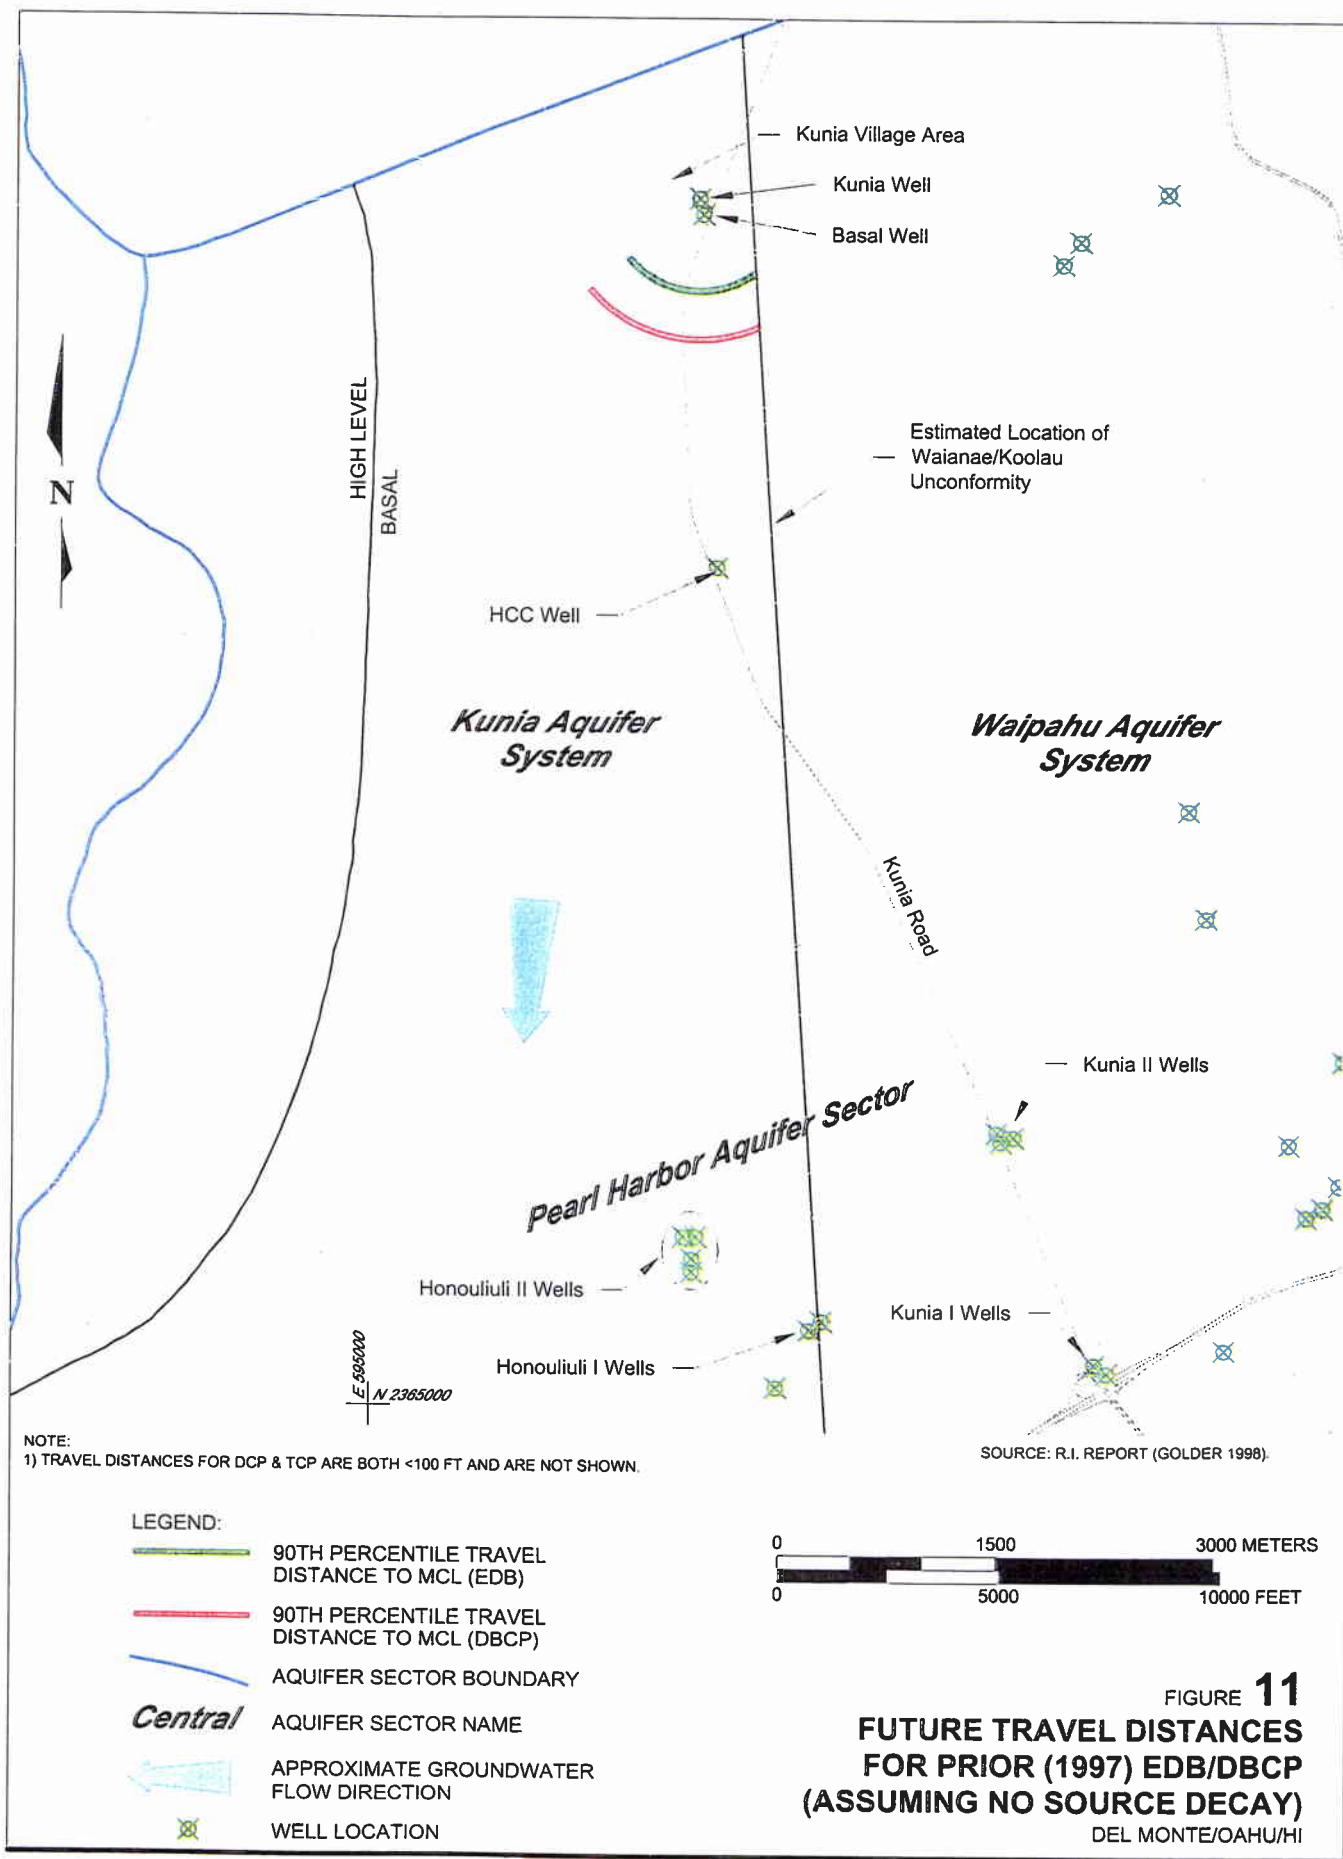 Kunia Village Area
Kunia Well
Basal Well
N
HIGH LEVEL
BASAL
Estimated Location of
Waianae/Koolau
Unconformity
HCC Well
Kunia Aquifer
System
Waipahu Aquifer
System
Kunia Road
Kunia II Wells
Pearl Harbor Aquifer Sector
Honouliuli II Wells
Kunia I Wells
Honouliuli I Wells
E 595000
N 2365000
NOTE:
1) TRAVEL DISTANCES FOR DCP & TCP ARE BOTH <100 FT AND ARE NOT SHOWN.
SOURCE: R.I. REPORT (GOLDER 1998).
LEGEND:
90TH PERCENTILE TRAVEL
DISTANCE TO MCL (EDB)
90TH PERCENTILE TRAVEL
DISTANCE TO MCL (DBCP)
AQUIFER SECTOR BOUNDARY
Central AQUIFER SECTOR NAME
APPROXIMATE GROUNDWATER
FLOW DIRECTION
WELL LOCATION
0 1500 3000 METERS
0 5000 10000 FEET
FIGURE 11
FUTURE TRAVEL DISTANCES
FOR PRIOR (1997) EDB/DBCP
(ASSUMING NO SOURCE DECAY)
DEL MONTE/OAHU/HI